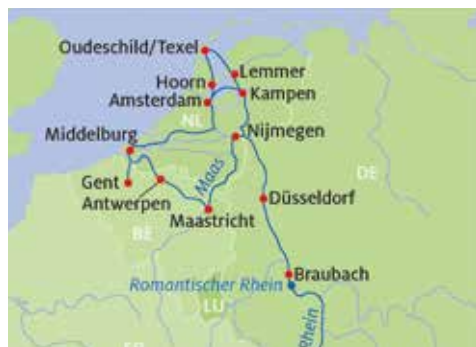 Oudeschild/Texel
Lemmer
Hoorn
Kampen
Amsterdam
NL
Middelburg
Nijmegen
Maas
DE
Gent
Antwerpen
Düsseldorf
Maastricht
BE
Braubach
Romantischer Rhein
LU
Rhein
FR